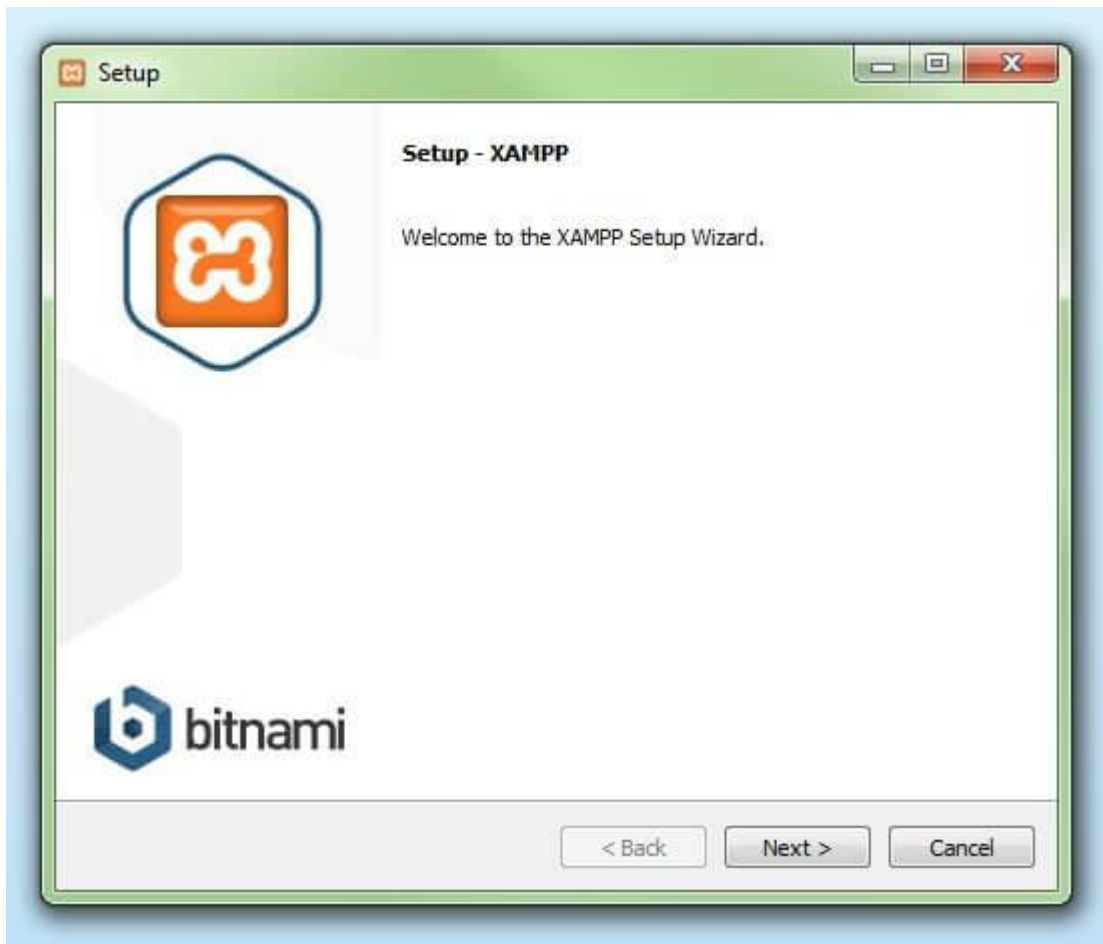 Setup
Setup - XAMPP
Welcome to the XAMPP Setup Wizard.
bitnami
< Back
Next >
Cancel